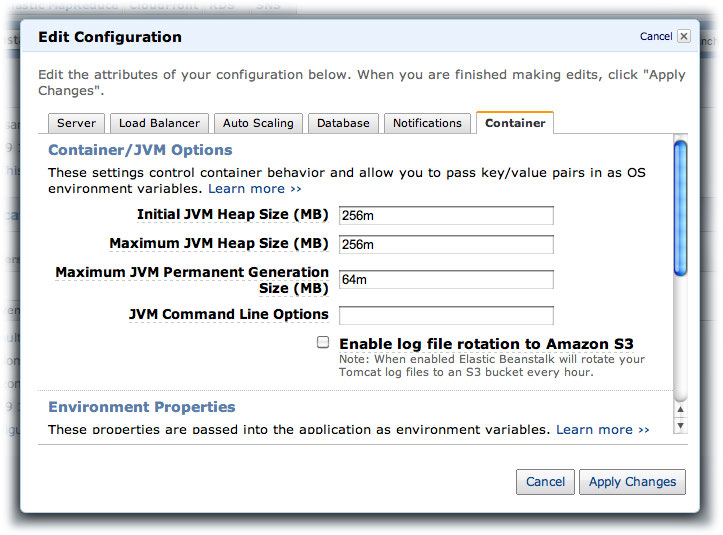 Elastic MapReduce CloudFront RDS SNS
Edit Configuration
Cancel
Edit the attributes of your configuration below. When you are finished making edits, click "Apply
Changes".
Server
Load Balancer
Auto Scaling
Database
Notifications
Container
Container/JVM Options
These settings control container behavior and allow you to pass key/value pairs in as OS
environment variables. Learn more ››
Initial JVM Heap Size (MB)
256m
Maximum JVM Heap Size (MB)
256m
Maximum JVM Permanent Generation
Size (MB)
64m
JVM Command Line Options
Enable log file rotation to Amazon S3
Note: When enabled Elastic Beanstalk will rotate your
Tomcat log files to an S3 bucket every hour.
Environment Properties
These properties are passed into the application as environment variables. Learn more ››
Cancel
Apply Changes